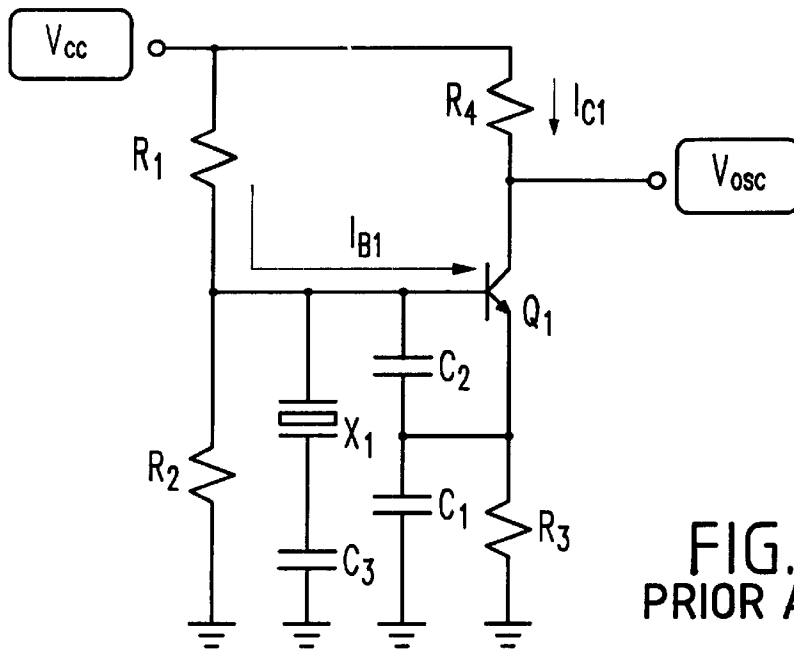 Vcc
R4
IC1
R1
Vosc
IB1
Q1
C2
X1
R2
C1
R3
C3
FIG.
PRIOR A